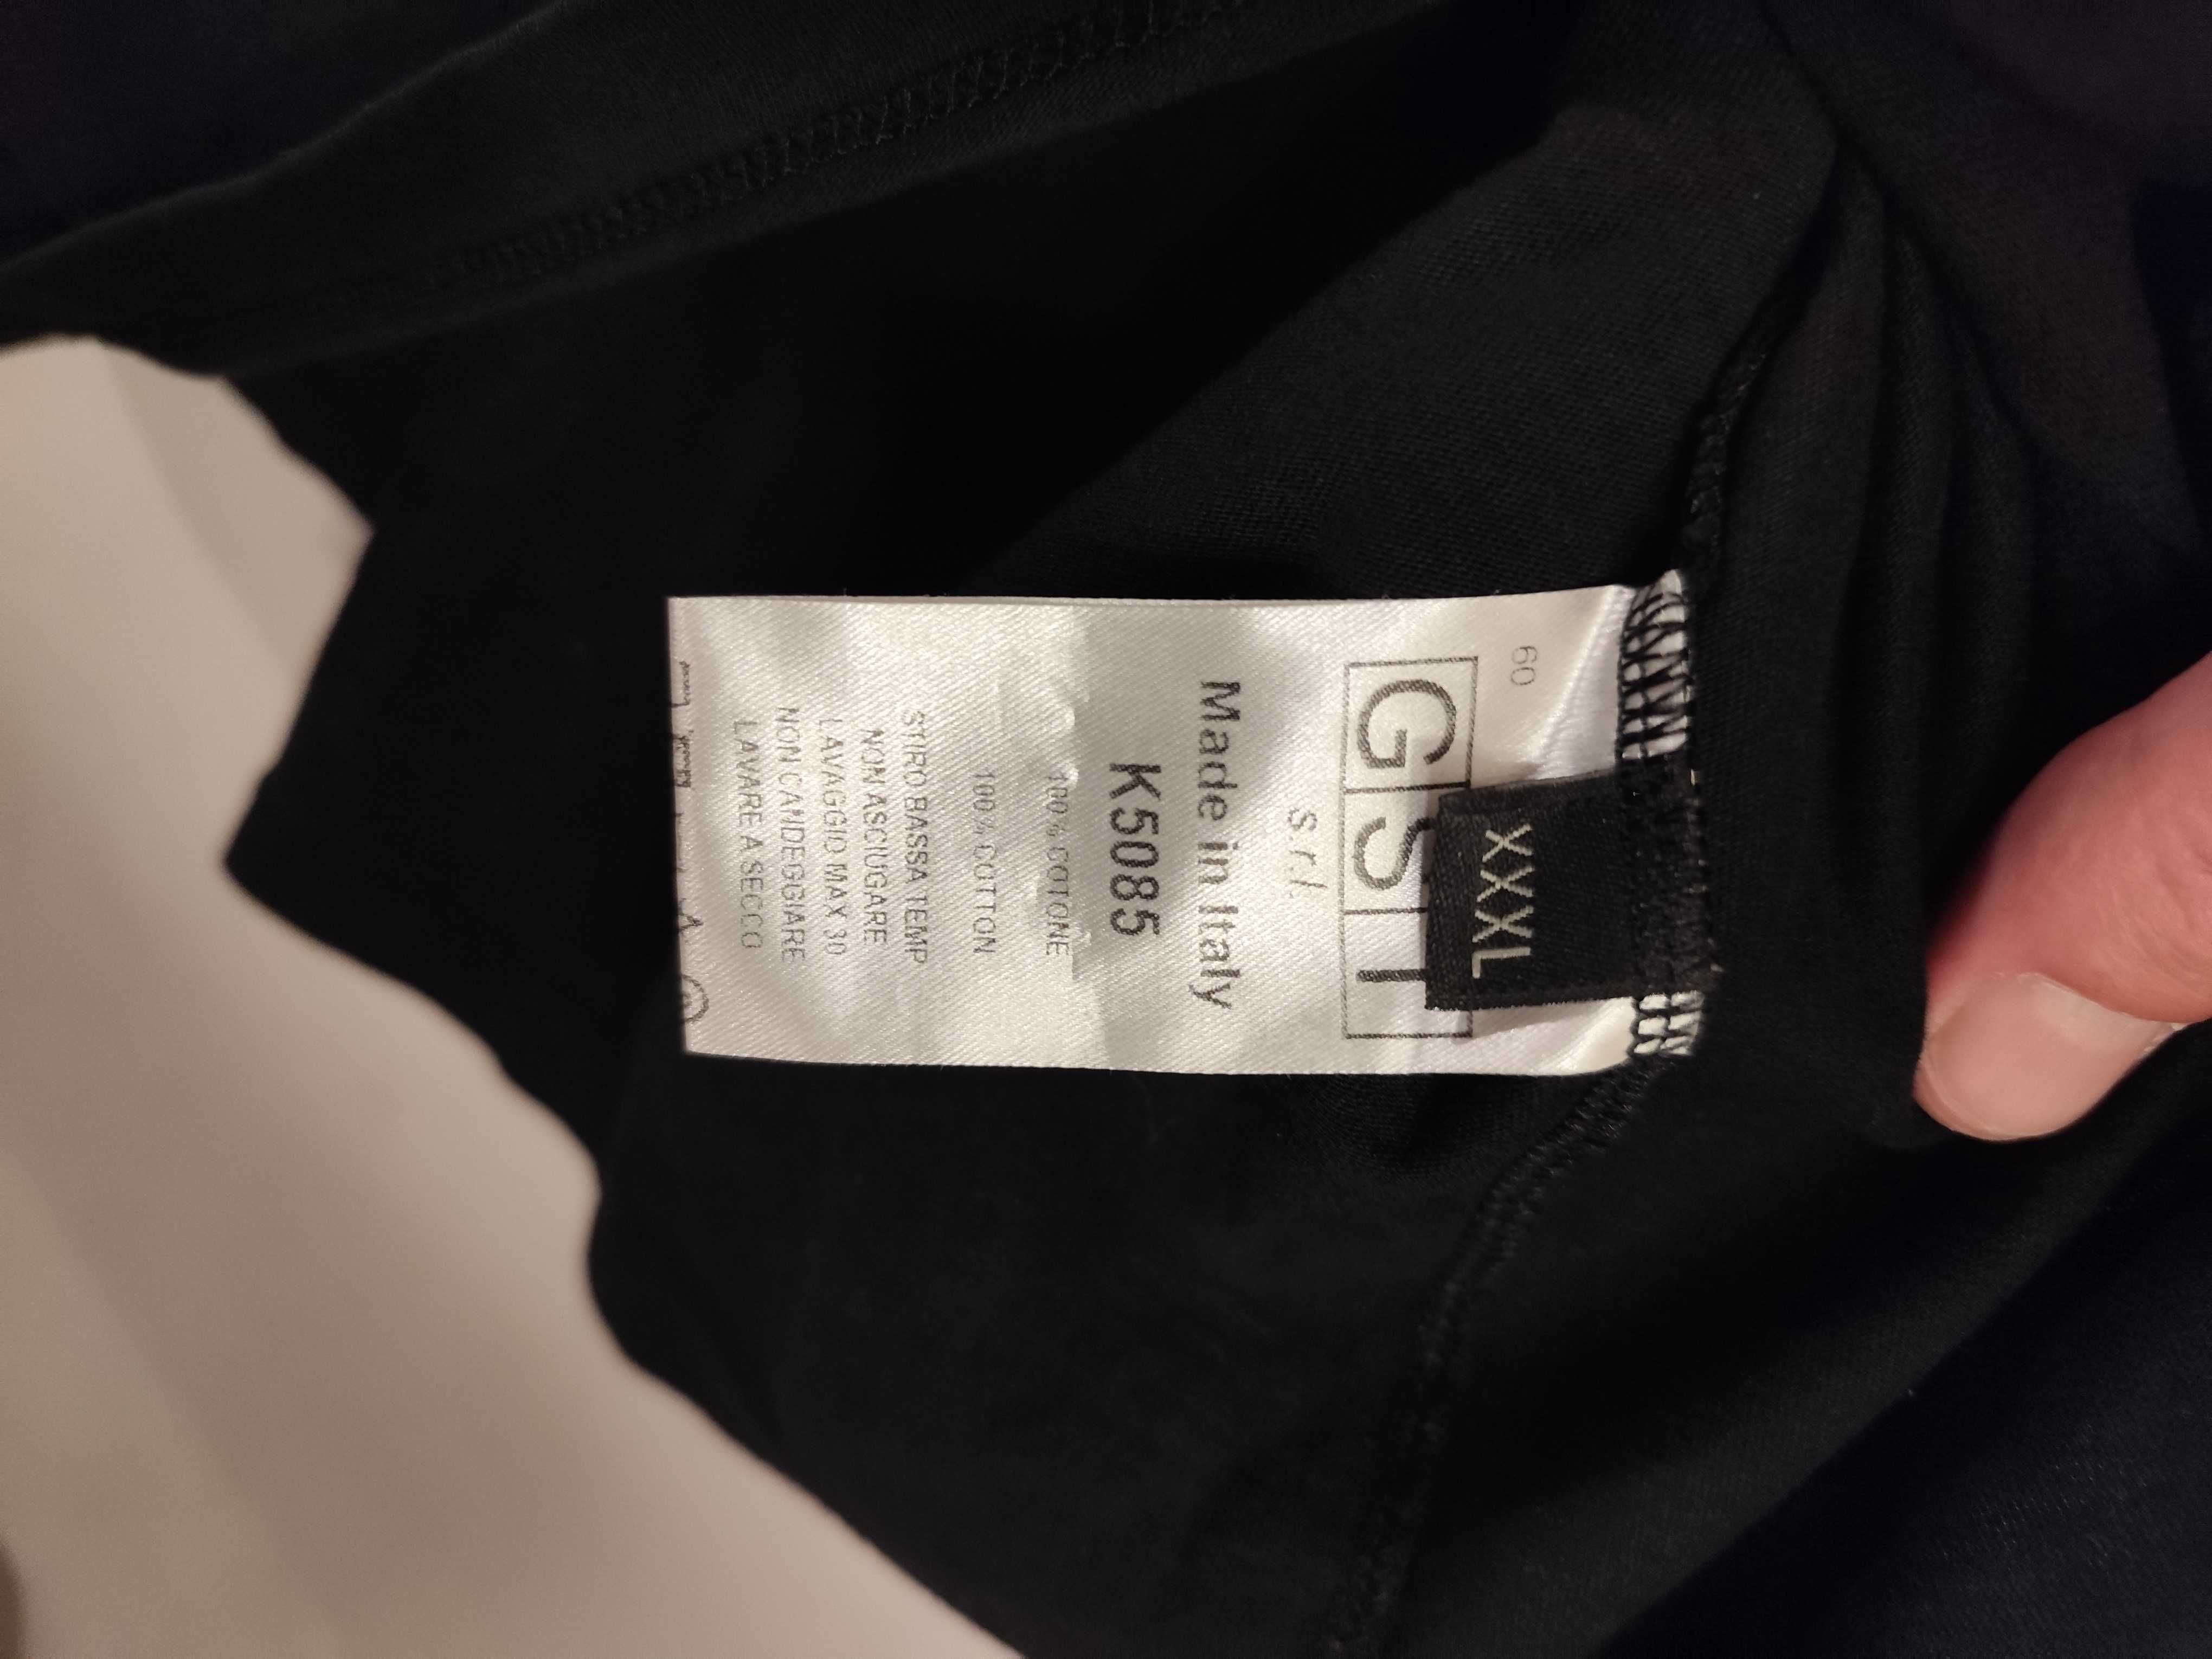 60
XXXL
G S T
s.r.l.
Made in Italy
K5085
100% COTONE
100% COTTON
STIRO BASSA TEMP
NON ASCIUGARE
LAVAGGIO MAX 30
NON CANDEGGIARE
LAVARE A SECCO